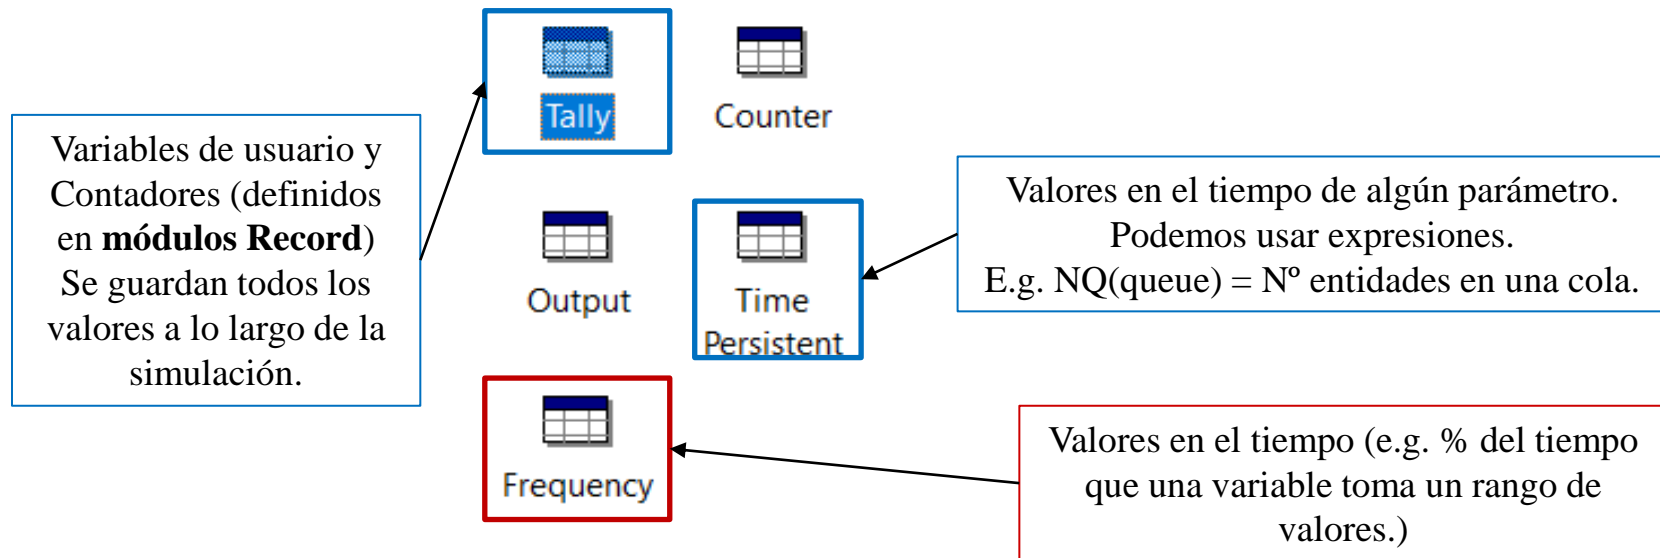 Tally
Counter
Variables de usuario y
Contadores (definidos
en módulos Record)
Se guardan todos los
valores a lo largo de la
simulación.
Output
Time
Persistent
Valores en el tiempo de algún parámetro.
Podemos usar expresiones.
E.g. NQ(queue) = Nº entidades en una cola.
Frequency
Valores en el tiempo (e.g. % del tiempo
que una variable toma un rango de
valores.)